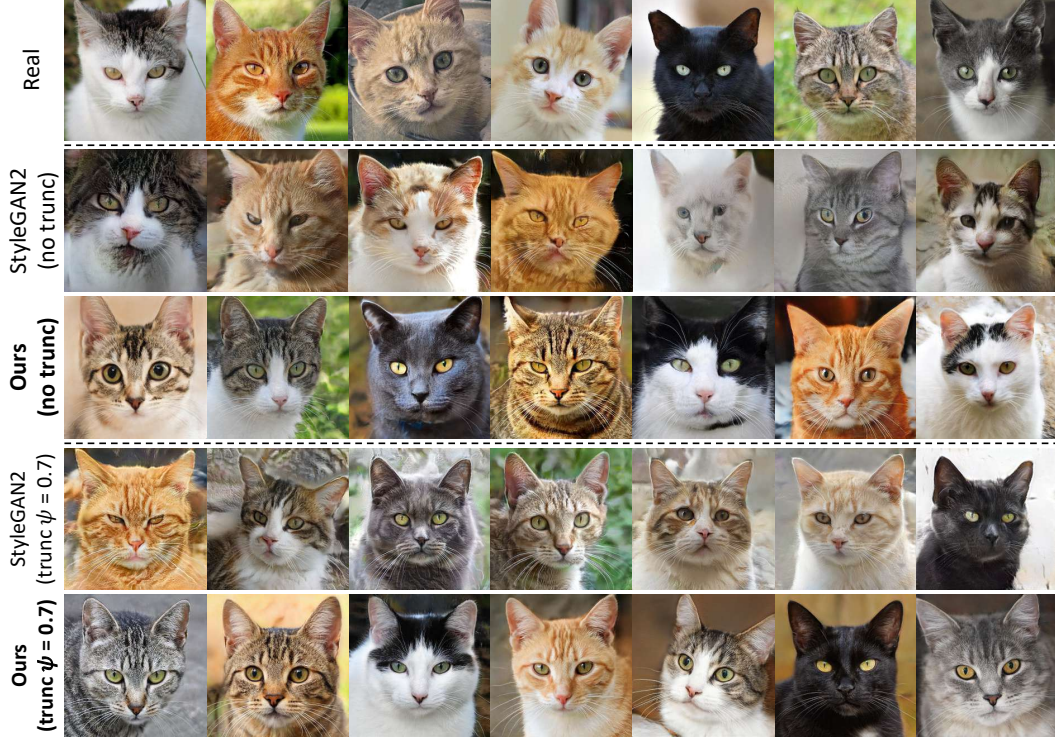 Real
StyleGAN2
(no trunc)
Ours
(no trunc)
StyleGAN2
(trunc ψ = 0.7)
Ours
(trunc ψ = 0.7)